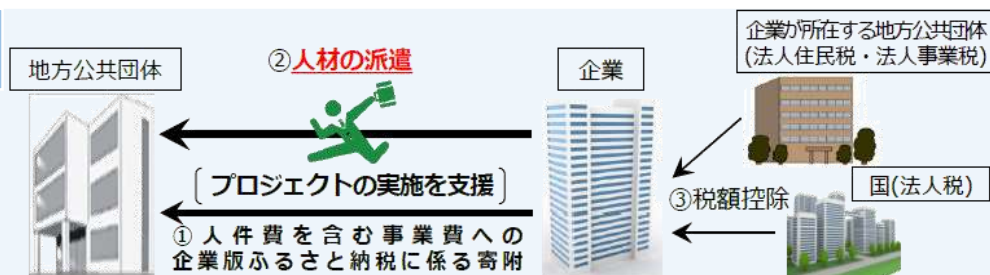 地方公共団体
②人材の派遣
プロジェクトの実施を支援
①人件費を含む事業費への
企業版ふるさと納税に係る寄附
企業
企業が所在する地方公共団体
(法人住民税・法人事業税)
③税額控除
国(法人税)